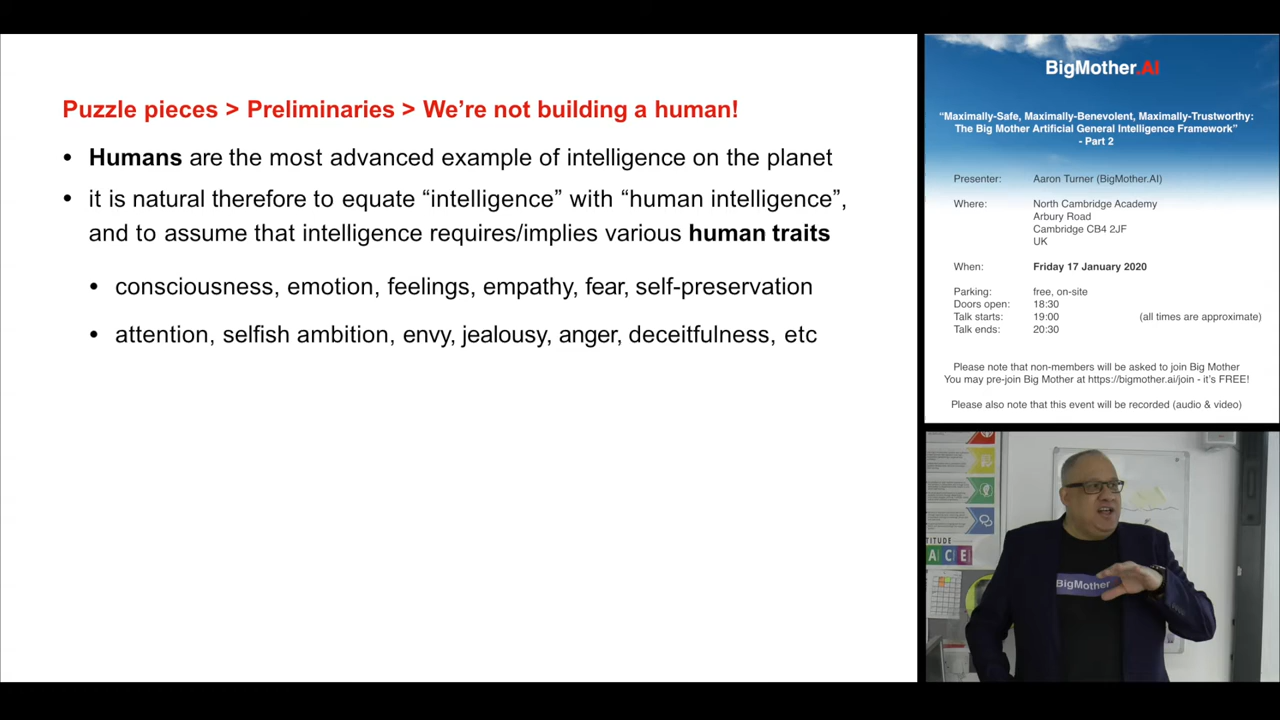 Puzzle pieces > Preliminaries > We’re not building a human!
• Humans are the most advanced example of intelligence on the planet
• it is natural therefore to equate “intelligence” with “human intelligence”,
and to assume that intelligence requires/implies various human traits
• consciousness, emotion, feelings, empathy, fear, self-preservation
• attention, selfish ambition, envy, jealousy, anger, deceitfulness, etc
BigMother.AI
“Maximally-Safe, Maximally-Benevolent, Maximally-Trustworthy:
The Big Mother Artificial General Intelligence Framework”
- Part 2
Presenter: Aaron Turner (BigMother.AI)
Where: North Cambridge Academy
Arbury Road
Cambridge CB4 2JF
UK
When: Friday 17 January 2020
Parking: free, on-site
Doors open: 18:30
Talk starts: 19:00 (all times are approximate)
Talk ends: 20:30
Please note that non-members will be asked to join Big Mother
You may pre-join Big Mother at https://bigmother.ai/join - it’s FREE!
Please also note that this event will be recorded (audio & video)
TITUDE
ACE
BigMother